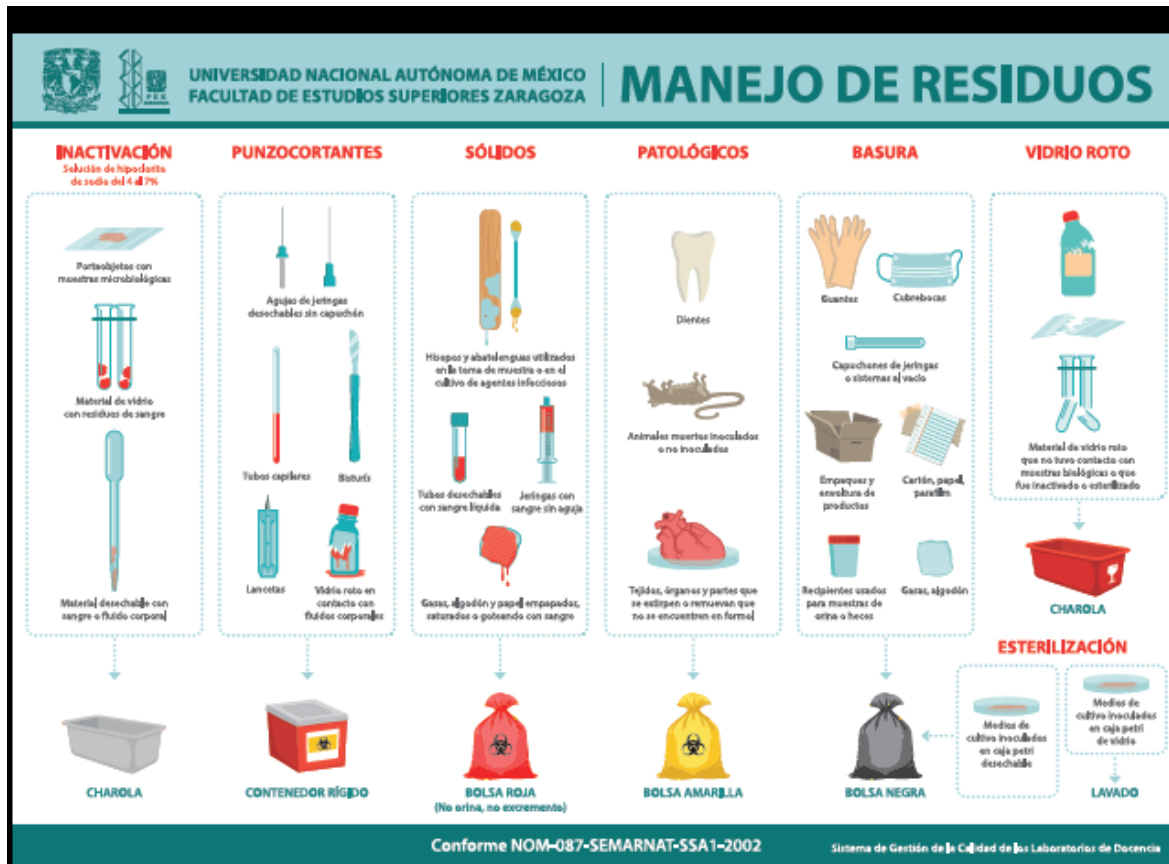 UNIVERSIDAD NACIONAL AUTÓNOMA DE MÉXICO
FACULTAD DE ESTUDIOS SUPERIORES ZARAGOZA
MANEJO DE RESIDUOS
INACTIVACIÓN
Solución de hipoclorito
de sodio del 4 al 7%
Portaobjetos con
muestras microbiológicas
Material de vidrio
con residuos de sangre
Material desechable con
sangre o fluido corporal
CHAROLA
PUNZOCORTANTES
Agujas de jeringas
desechables sin capuchón
Tubos capilares
Bisturís
Lancetas
Vidrio roto en
contacto con
fluidos corporales
CONTENEDOR RÍGIDO
SÓLIDOS
Hisopos y abatelenguas utilizados
en la toma de muestra o en el
cultivo de agentes infecciosos
Tubos desechables
con sangre líquida
Jeringas con
sangre sin aguja
Gasas, algodón y papel empapados,
saturados o goteando con sangre
BOLSA ROJA
(No orina, no excremento)
PATOLÓGICOS
Dientes
Animales muertos inoculados
o no inoculados
Tejidos, órganos y partes que
se extirpen o remuevan que
no se encuentren en formol
BOLSA AMARILLA
BASURA
Guantes
Cubrebocas
Capuchones de jeringas
o sistemas al vacío
Empaques y
envoltura de
productos
Cartón, papel,
parafilm
Recipientes usados
para muestras de
orina o heces
Gasas, algodón
BOLSA NEGRA
VIDRIO ROTO
Material de vidrio roto
que no tuvo contacto con
muestras biológicas o que
fue inactivado o esterilizado
CHAROLA
ESTERILIZACIÓN
Medios de
cultivo inoculados
en caja petri
desechable
Medios de
cultivo inoculados
en caja petri
de vidrio
LAVADO
Conforme NOM-087-SEMARNAT-SSA1-2002
Sistema de Gestión de la Calidad de los Laboratorios de Docencia